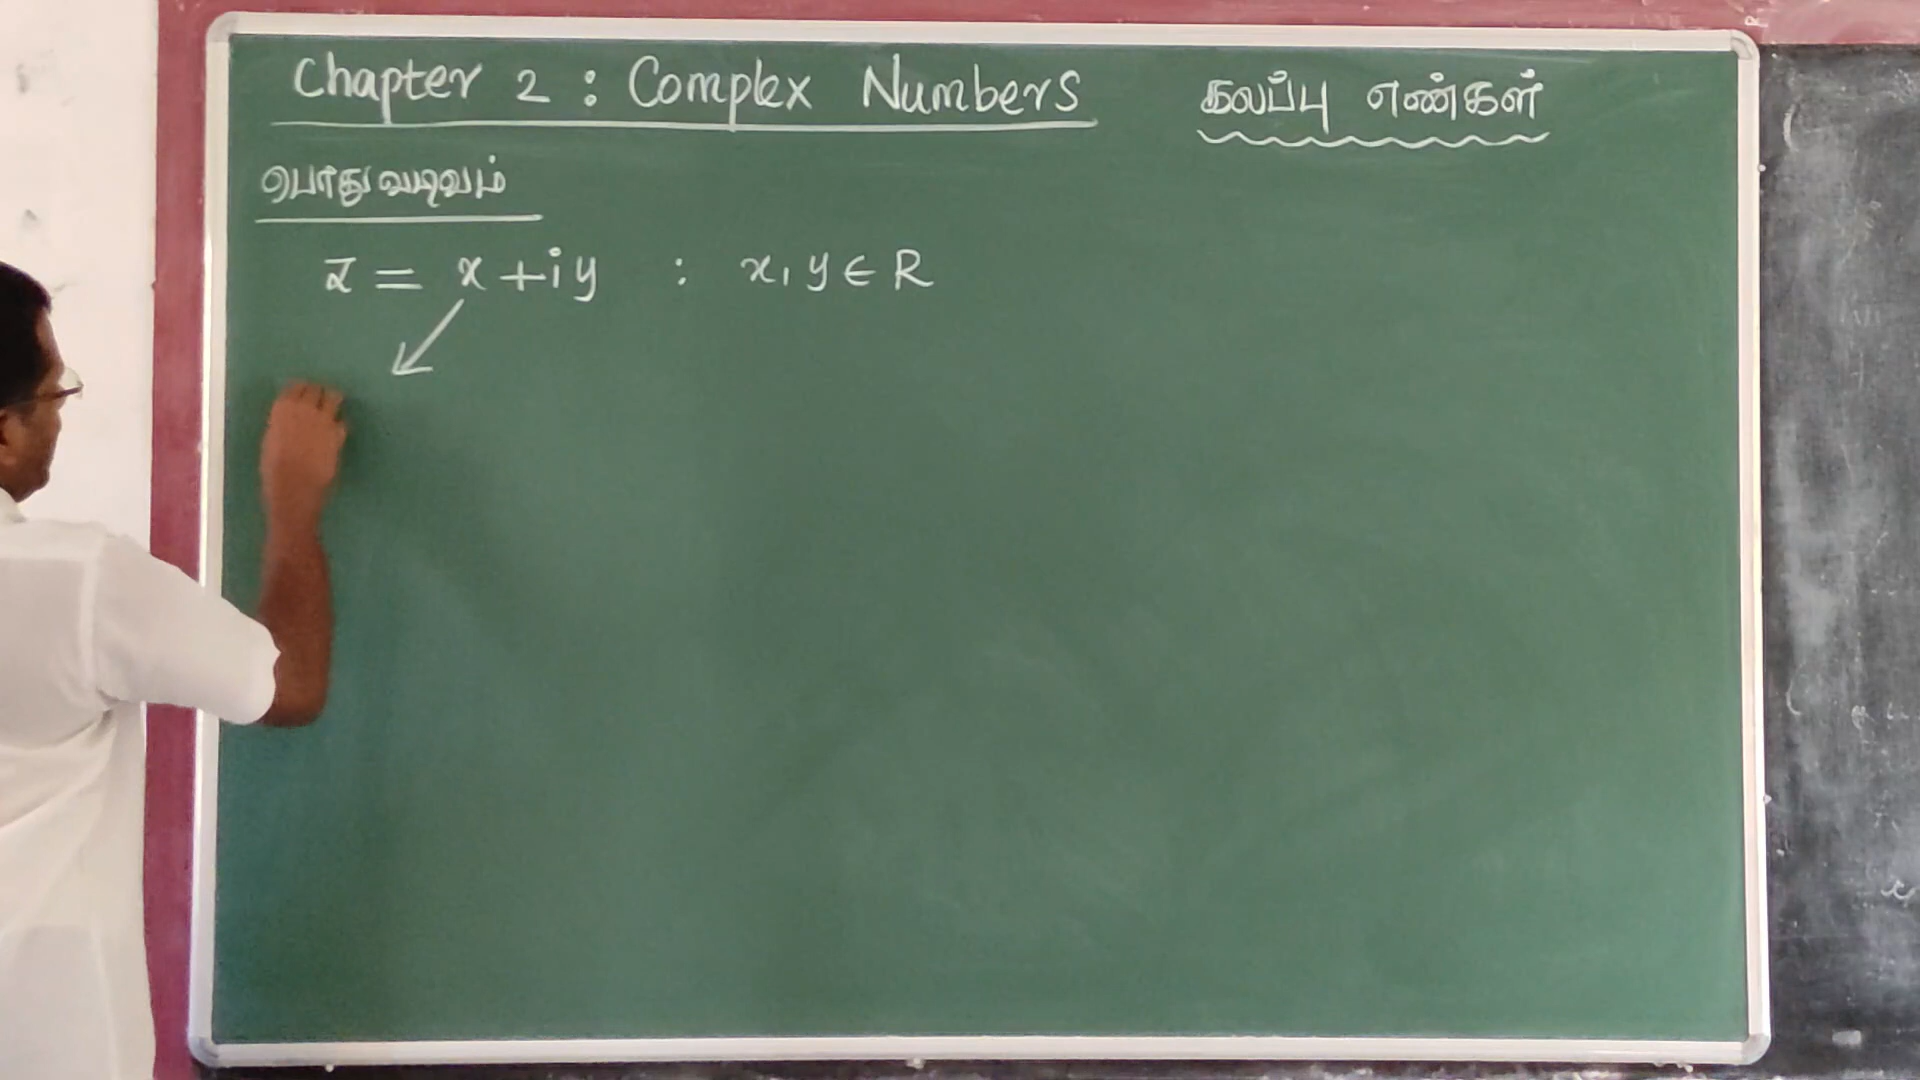 Chapter 2 : Complex Numbers கலப்பு எண்கள்
பொதுவடிவம்
z = x + iy : x, y ∈ R